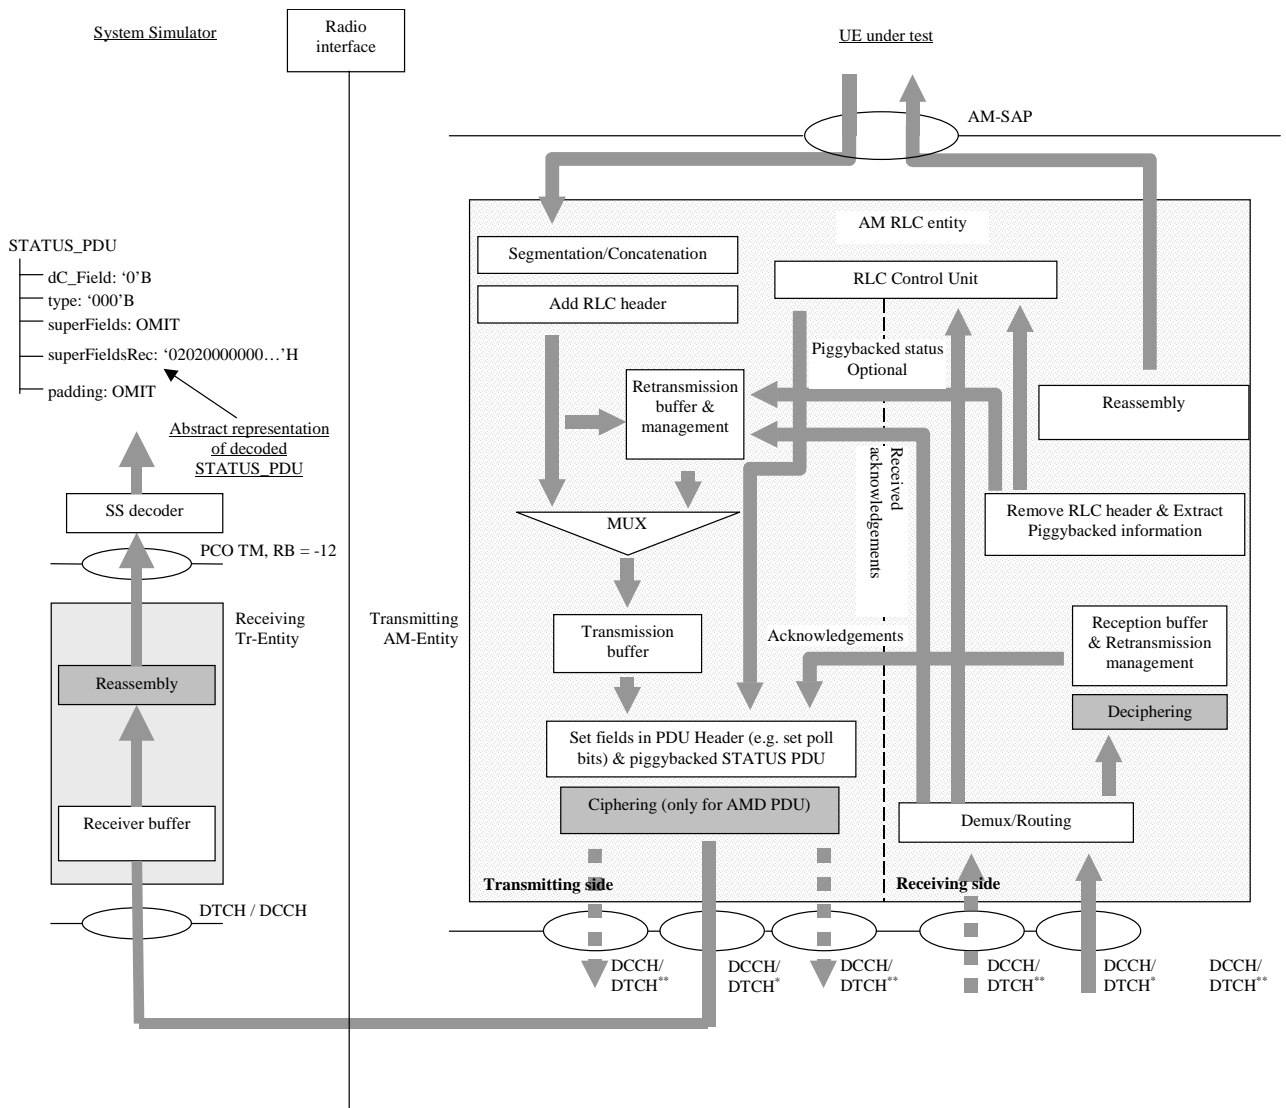 System Simulator
Radio
interface
UE under test
AM-SAP
AM RLC entity
STATUS_PDU
dC_Field: ‘0’B
type: ‘000’B
superFields: OMIT
superFieldsRec: ‘02020000000…’H
padding: OMIT
Abstract representation
of decoded
STATUS_PDU
SS decoder
PCO TM, RB = -12
Receiving
Tr-Entity
Reassembly
Receiver buffer
DTCH / DCCH
Transmitting
AM-Entity
Segmentation/Concatenation
Add RLC header
RLC Control Unit
Piggybacked status
Optional
Retransmission
buffer &
management
Reassembly
Received
acknowledgements
MUX
Remove RLC header & Extract
Piggybacked information
Transmission
buffer
Acknowledgements
Reception buffer
& Retransmission
management
Deciphering
Set fields in PDU Header (e.g. set poll
bits) & piggybacked STATUS PDU
Ciphering (only for AMD PDU)
Demux/Routing
Transmitting side
Receiving side
DCCH/
DTCH**
DCCH/
DTCH*
DCCH/
DTCH**
DCCH/
DTCH**
DCCH/
DTCH*
DCCH/
DTCH**